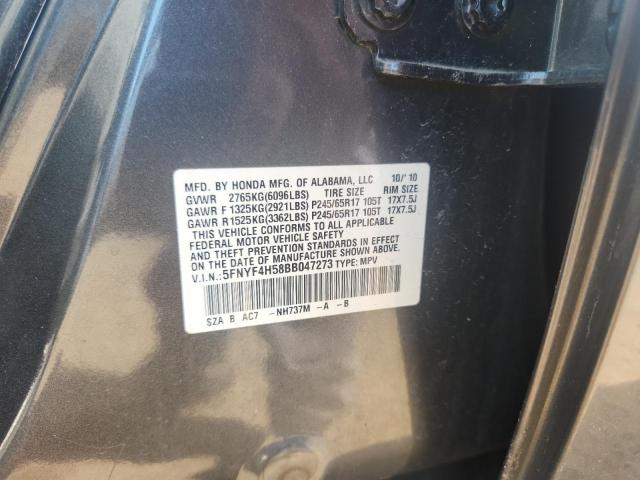 MFD. BY HONDA MFG. OF ALABAMA, LLC 10/'10
GVWR 2765KG(6096LBS) TIRE SIZE RIM SIZE
GAWR F 1325KG(2921LBS) P245/65R17 105T 17X7.5J
GAWR R 1525KG(3362LBS) P245/65R17 105T 17X7.5J
THIS VEHICLE CONFORMS TO ALL APPLICABLE
FEDERAL MOTOR VEHICLE SAFETY
AND THEFT PREVENTION STANDARDS IN EFFECT
ON THE DATE OF MANUFACTURE SHOWN ABOVE.
V.I.N.:5FNYF4H58BB047273 TYPE: MPV
SZA B AC7 -NH737M -A -B